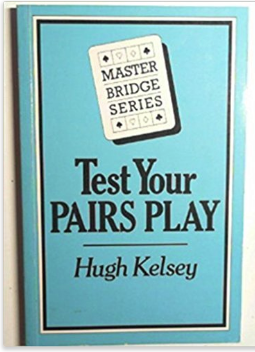 MASTER
BRIDGE
SERIES
Test Your
PAIRS PLAY
Hugh Kelsey